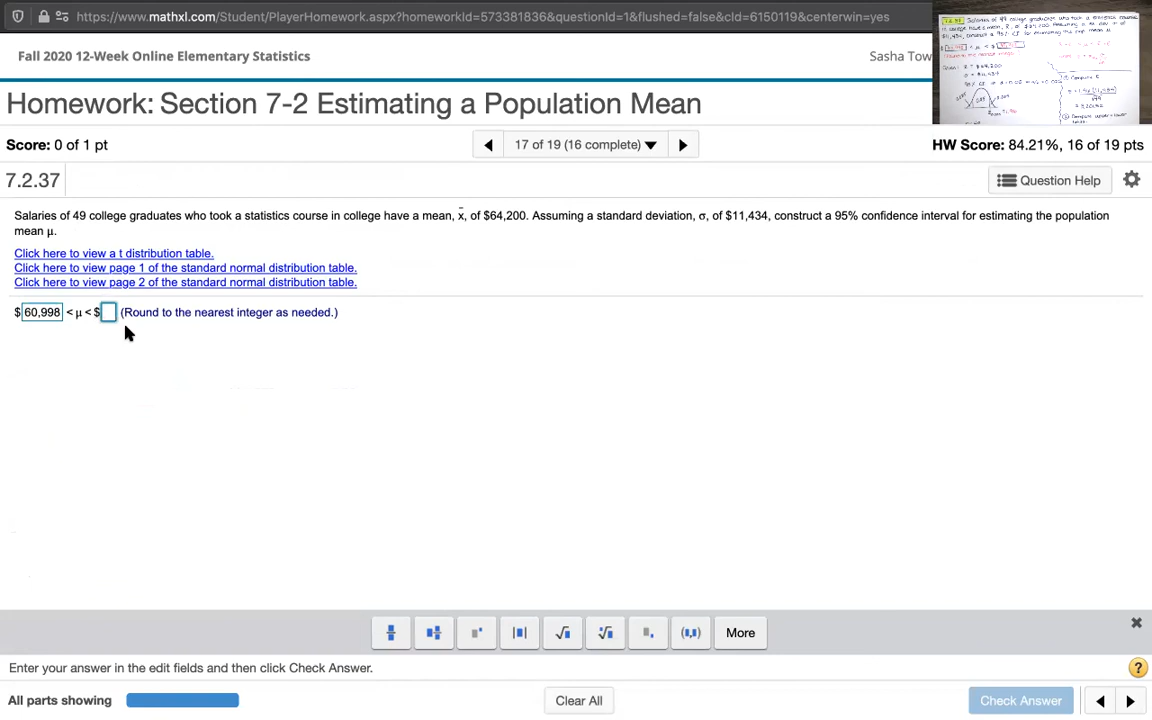 https://www.mathxl.com/Student/PlayerHomework.aspx?homeworkId=573381836&questionId=1&flushed=false&cId=6150119&centerwin=yes
Fall 2020 12-Week Online Elementary Statistics
Sasha Tow
Homework: Section 7-2 Estimating a Population Mean
Score: 0 of 1 pt
17 of 19 (16 complete)
HW Score: 84.21%, 16 of 19 pts
7.2.37
Question Help
Salaries of 49 college graduates who took a statistics course in college have a mean, x̄, of $64,200. Assuming a standard deviation, σ, of $11,434, construct a 95% confidence interval for estimating the population
mean μ.
Click here to view a t distribution table.
Click here to view page 1 of the standard normal distribution table.
Click here to view page 2 of the standard normal distribution table.
$60,998 < μ < $ (Round to the nearest integer as needed.)
More
Enter your answer in the edit fields and then click Check Answer.
?
All parts showing
Clear All
Check Answer